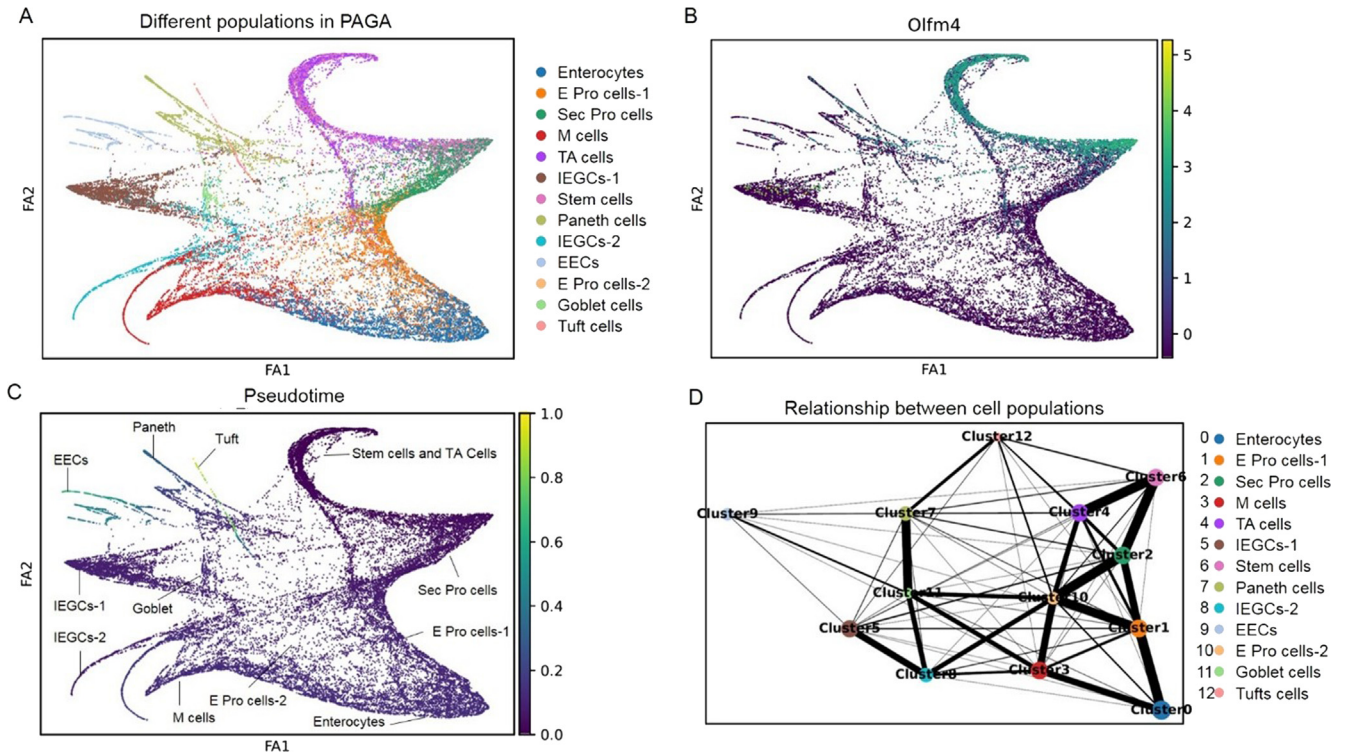 A
Different populations in PAGA
FA2
FA1
Enterocytes
E Pro cells-1
Sec Pro cells
M cells
TA cells
IEGCs-1
Stem cells
Paneth cells
IEGCs-2
EECs
E Pro cells-2
Goblet cells
Tuft cells
B
Olfm4
FA2
FA1
5
4
3
2
1
0
C
Pseudotime
Paneth
Tuft
EECs
Stem cells and TA Cells
Sec Pro cells
IEGCs-1
Goblet
IEGCs-2
E Pro cells-1
E Pro cells-2
M cells
Enterocytes
FA2
FA1
1.0
0.8
0.6
0.4
0.2
0.0
D
Relationship between cell populations
Cluster12
Cluster6
Cluster9
Cluster7
Cluster4
Cluster2
Cluster11
Cluster10
Cluster5
Cluster1
Cluster8
Cluster3
Cluster0
0 Enterocytes
1 E Pro cells-1
2 Sec Pro cells
3 M cells
4 TA cells
5 IEGCs-1
6 Stem cells
7 Paneth cells
8 IEGCs-2
9 EECs
10 E Pro cells-2
11 Goblet cells
12 Tufts cells